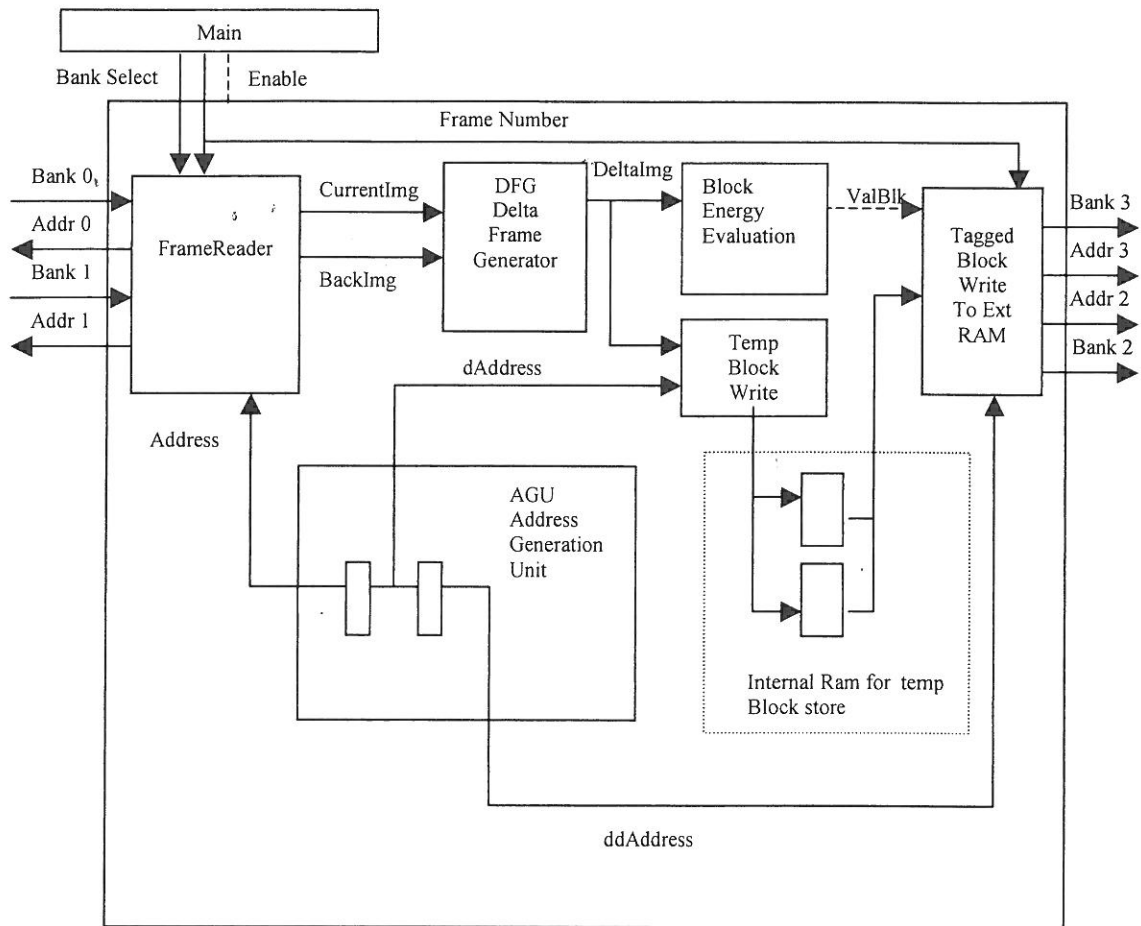 Main
Bank Select
Enable
Frame Number
Bank 0
Addr 0
Bank 1
Addr 1
FrameReader
CurrentImg
BackImg
DFG
Delta
Frame
Generator
DeltaImg
Block
Energy
Evaluation
ValBlk
Tagged
Block
Write
To Ext
RAM
Bank 3
Addr 3
Addr 2
Bank 2
Temp
Block
Write
dAddress
Address
AGU
Address
Generation
Unit
Internal Ram for temp
Block store
ddAddress